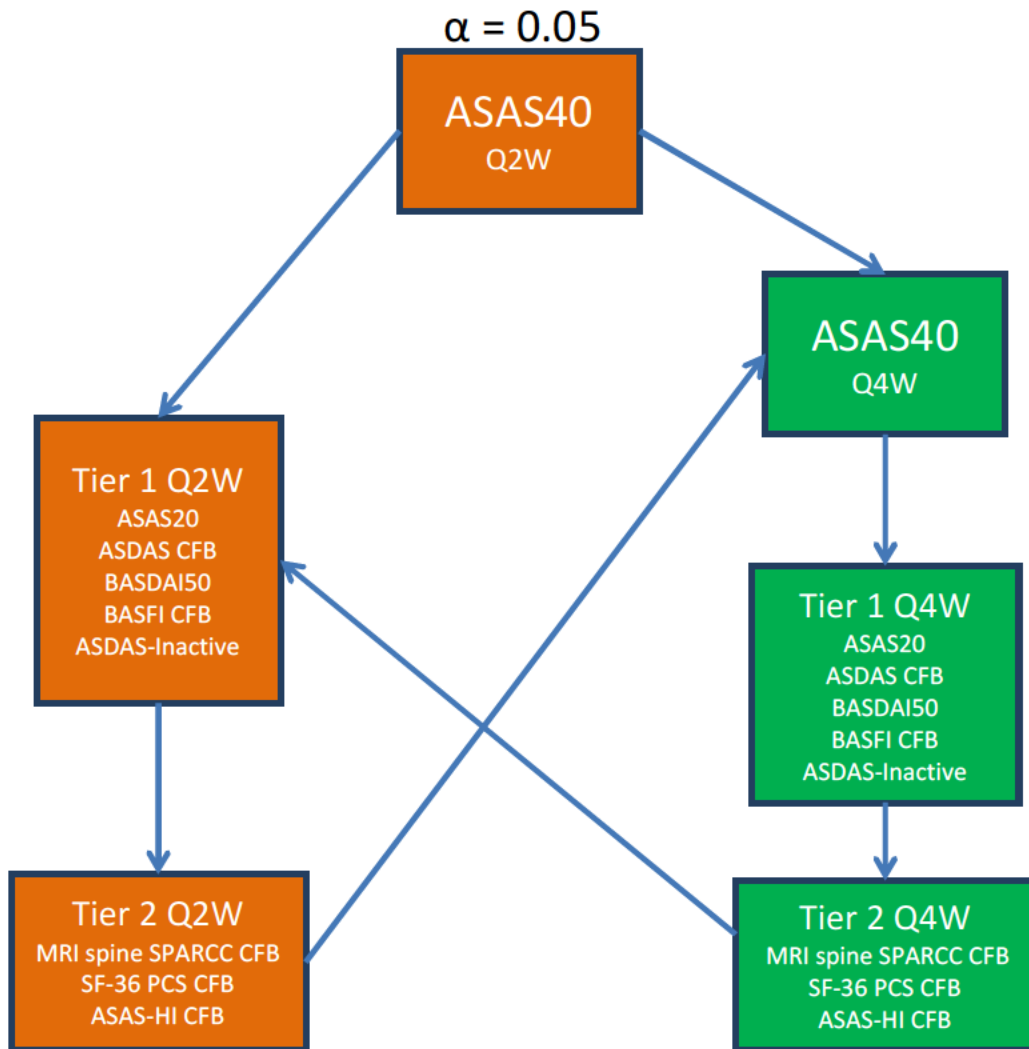 α = 0.05
ASAS40
Q2W
ASAS40
Q4W
Tier 1 Q2W
ASAS20
ASDAS CFB
BASDAI50
BASFI CFB
ASDAS-Inactive
Tier 1 Q4W
ASAS20
ASDAS CFB
BASDAI50
BASFI CFB
ASDAS-Inactive
Tier 2 Q2W
MRI spine SPARCC CFB
SF-36 PCS CFB
ASAS-HI CFB
Tier 2 Q4W
MRI spine SPARCC CFB
SF-36 PCS CFB
ASAS-HI CFB